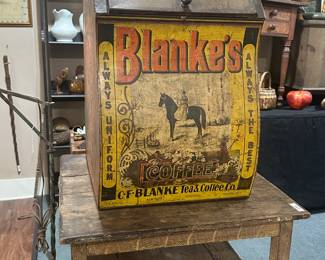 Blanke's
ALWAYS UNIFORM
ALWAYS THE BEST
COFFEE
C·F·BLANKE Tea & Coffee Co.